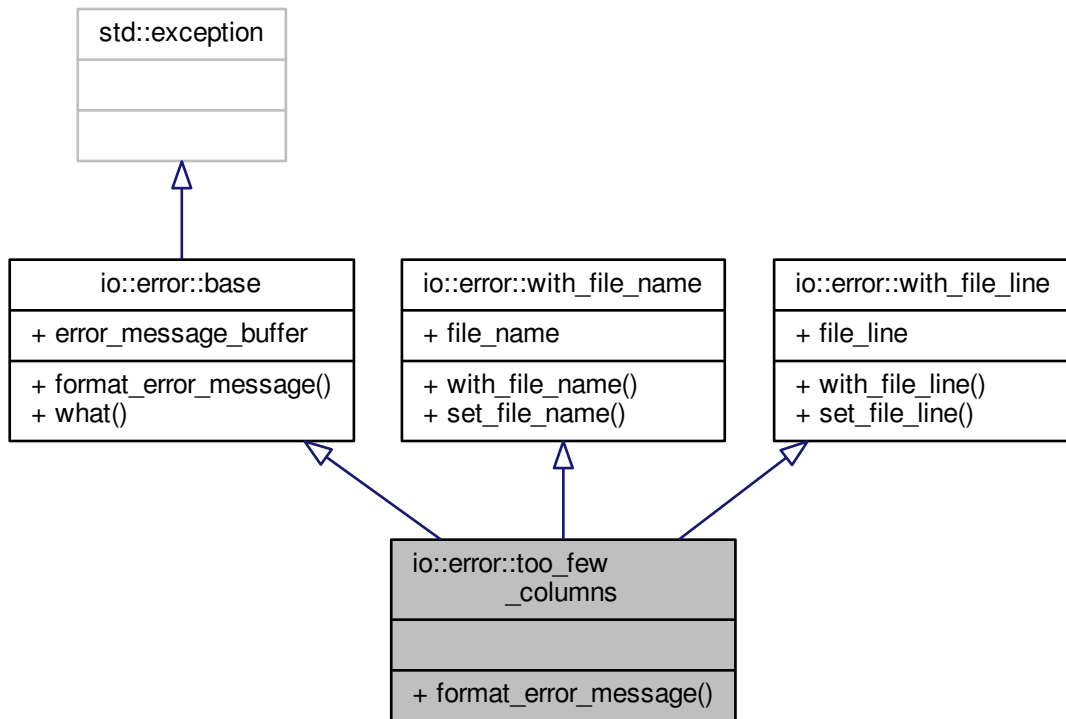 std::exception
io::error::base
+ error_message_buffer
+ format_error_message()
+ what()
io::error::with_file_name
+ file_name
+ with_file_name()
+ set_file_name()
io::error::with_file_line
+ file_line
+ with_file_line()
+ set_file_line()
io::error::too_few
_columns
+ format_error_message()